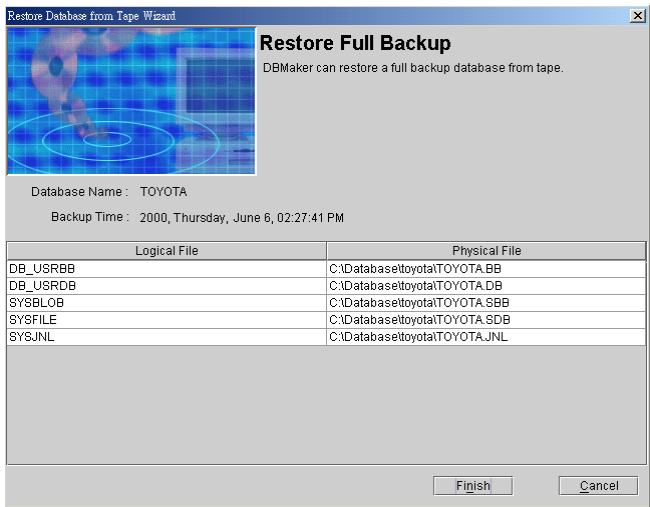 Restore Database from Tape Wizard
Restore Full Backup
DBMaker can restore a full backup database from tape.
Database Name : TOYOTA
Backup Time : 2000, Thursday, June 6, 02:27:41 PM
Logical File Physical File
DB_USRBB C:\Database\toyota\TOYOTA.BB
DB_USRDB C:\Database\toyota\TOYOTA.DB
SYSBLOB C:\Database\toyota\TOYOTA.SBB
SYSFILE C:\Database\toyota\TOYOTA.SDB
SYSJNL C:\Database\toyota\TOYOTA.JNL
Finish Cancel